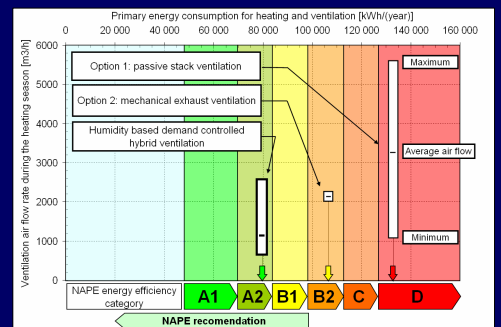 Primary energy consumption for heating and ventilation [kWh/(year)]
0 20 000 40 000 60 000 80 000 100 000 120 000 140 000 160 000
Ventilation air flow rate during the heating season [m3/h]
6000
5000
4000
3000
2000
1000
0
Option 1: passive stack ventilation
Option 2: mechanical exhaust ventilation
Humidity based demand controlled
hybrid ventilation
Maximum
Average air flow
Minimum
NAPE energy efficiency
category
A1 A2 B1 B2 C D
NAPE recomendation